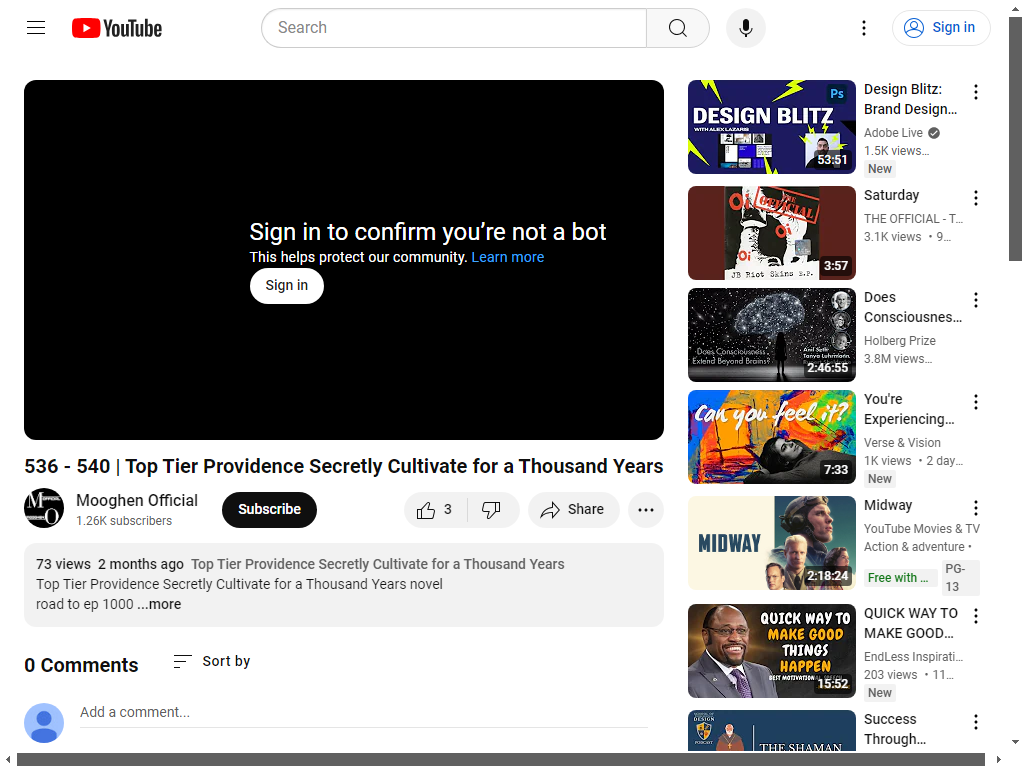 YouTube
Search
Sign in
Sign in to confirm you’re not a bot
This helps protect our community. Learn more
Sign in
536 - 540 | Top Tier Providence Secretly Cultivate for a Thousand Years
Mooghen Official
1.26K subscribers
Subscribe
3
Share
73 views 2 months ago Top Tier Providence Secretly Cultivate for a Thousand Years
Top Tier Providence Secretly Cultivate for a Thousand Years novel
road to ep 1000 ...more
0 Comments
Sort by
Add a comment...
Ps
DESIGN BLITZ
WITH ALEX LAZARIS
53:51
Design Blitz:
Brand Design...
Adobe Live
1.5K views...
New
Oi
THE OFFICIAL
Oi
Oi
JB Riot Skins E.P.
3:57
Saturday
THE OFFICIAL - T...
3.1K views • 9...
Does Consciousness
Extend Beyond Brains?
Anil Seth
Tanya Luhrmann
2:46:55
Does
Consciousnes...
Holberg Prize
3.8M views...
Can you feel it?
7:33
You're
Experiencing...
Verse & Vision
1K views • 2 day...
New
MIDWAY
2:18:24
Midway
YouTube Movies & TV
Action & adventure •
Free with ...
PG-
13
QUICK WAY TO
MAKE GOOD
THINGS
HAPPEN
BEST MOTIVATIONAL SPEECH
15:52
QUICK WAY TO
MAKE GOOD...
EndLess Inspirati...
203 views • 11...
New
DESIGN
PODCAST
THE SHAMAN
Success
Through...